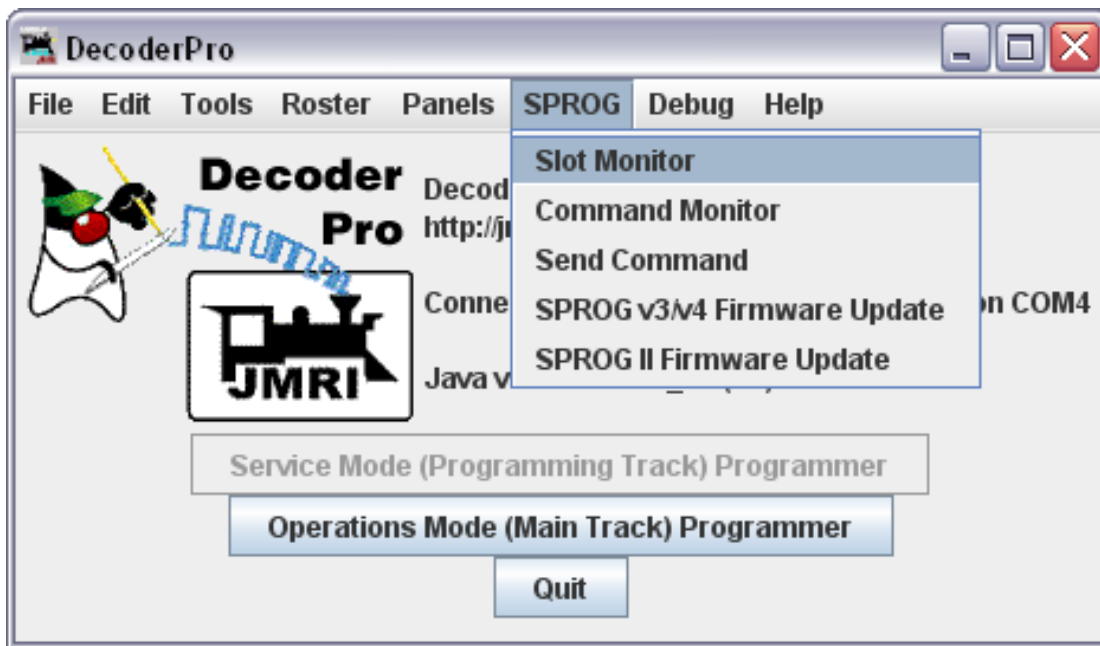 DecoderPro
File Edit Tools Roster Panels SPROG Debug Help
Slot Monitor
Command Monitor
Send Command
SPROG v3/v4 Firmware Update
SPROG II Firmware Update
Decoder
Pro
JMRI
Decod
http://j
Conne on COM4
Java v
Service Mode (Programming Track) Programmer
Operations Mode (Main Track) Programmer
Quit